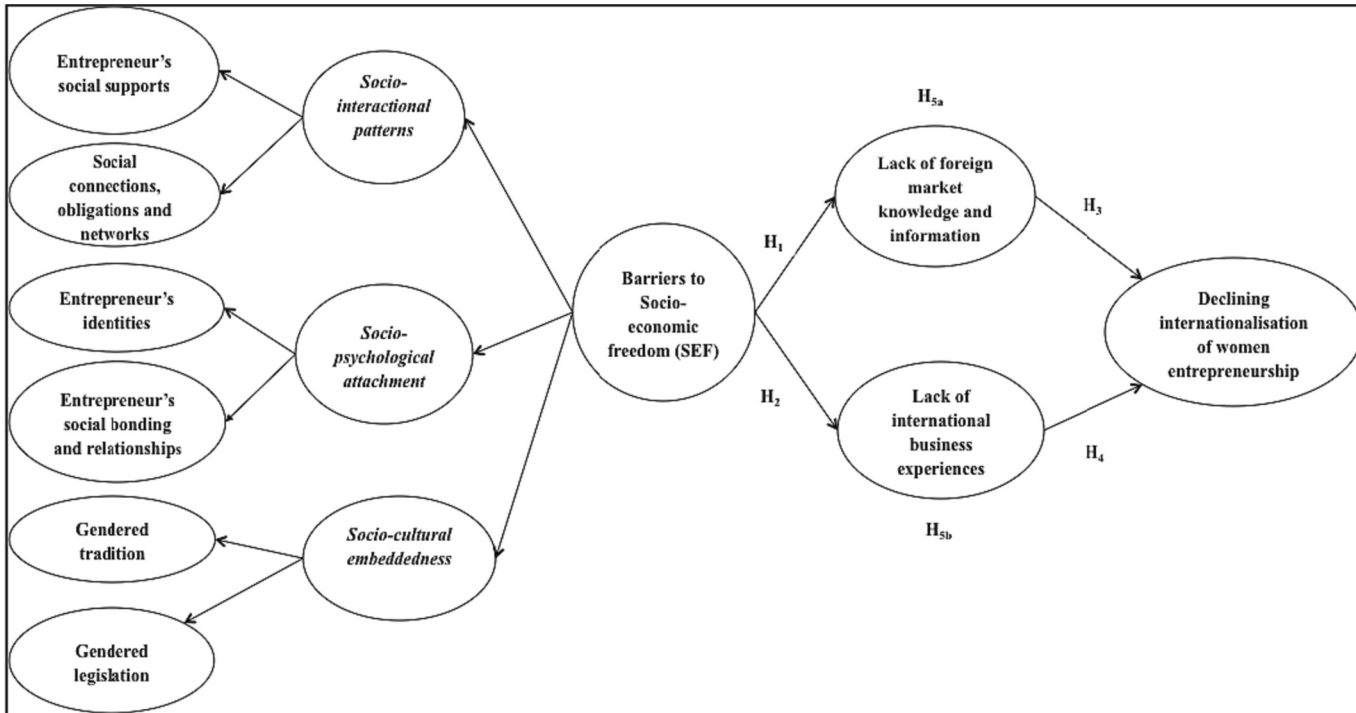 Entrepreneur's
social supports
Social
connections,
obligations and
networks
Entrepreneur's
identities
Entrepreneur's
social bonding
and relationships
Gendered
tradition
Gendered
legislation
Socio-
interactional
patterns
Socio-
psychological
attachment
Socio-cultural
embeddedness
Barriers to
Socio-
economic
freedom (SEF)
H1
H2
H5a
Lack of foreign
market
knowledge and
information
Lack of
international
business
experiences
H5b
H3
H4
Declining
internationalisation
of women
entrepreneurship